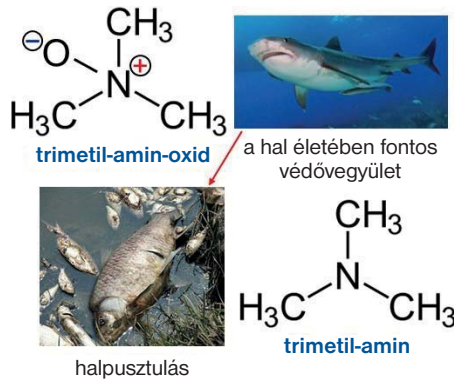 CH₃
⊖O
N⊕
H₃C CH₃
trimetil-amin-oxid
a hal életében fontos
védővegyület
CH₃
N
H₃C CH₃
trimetil-amin
halpusztulás